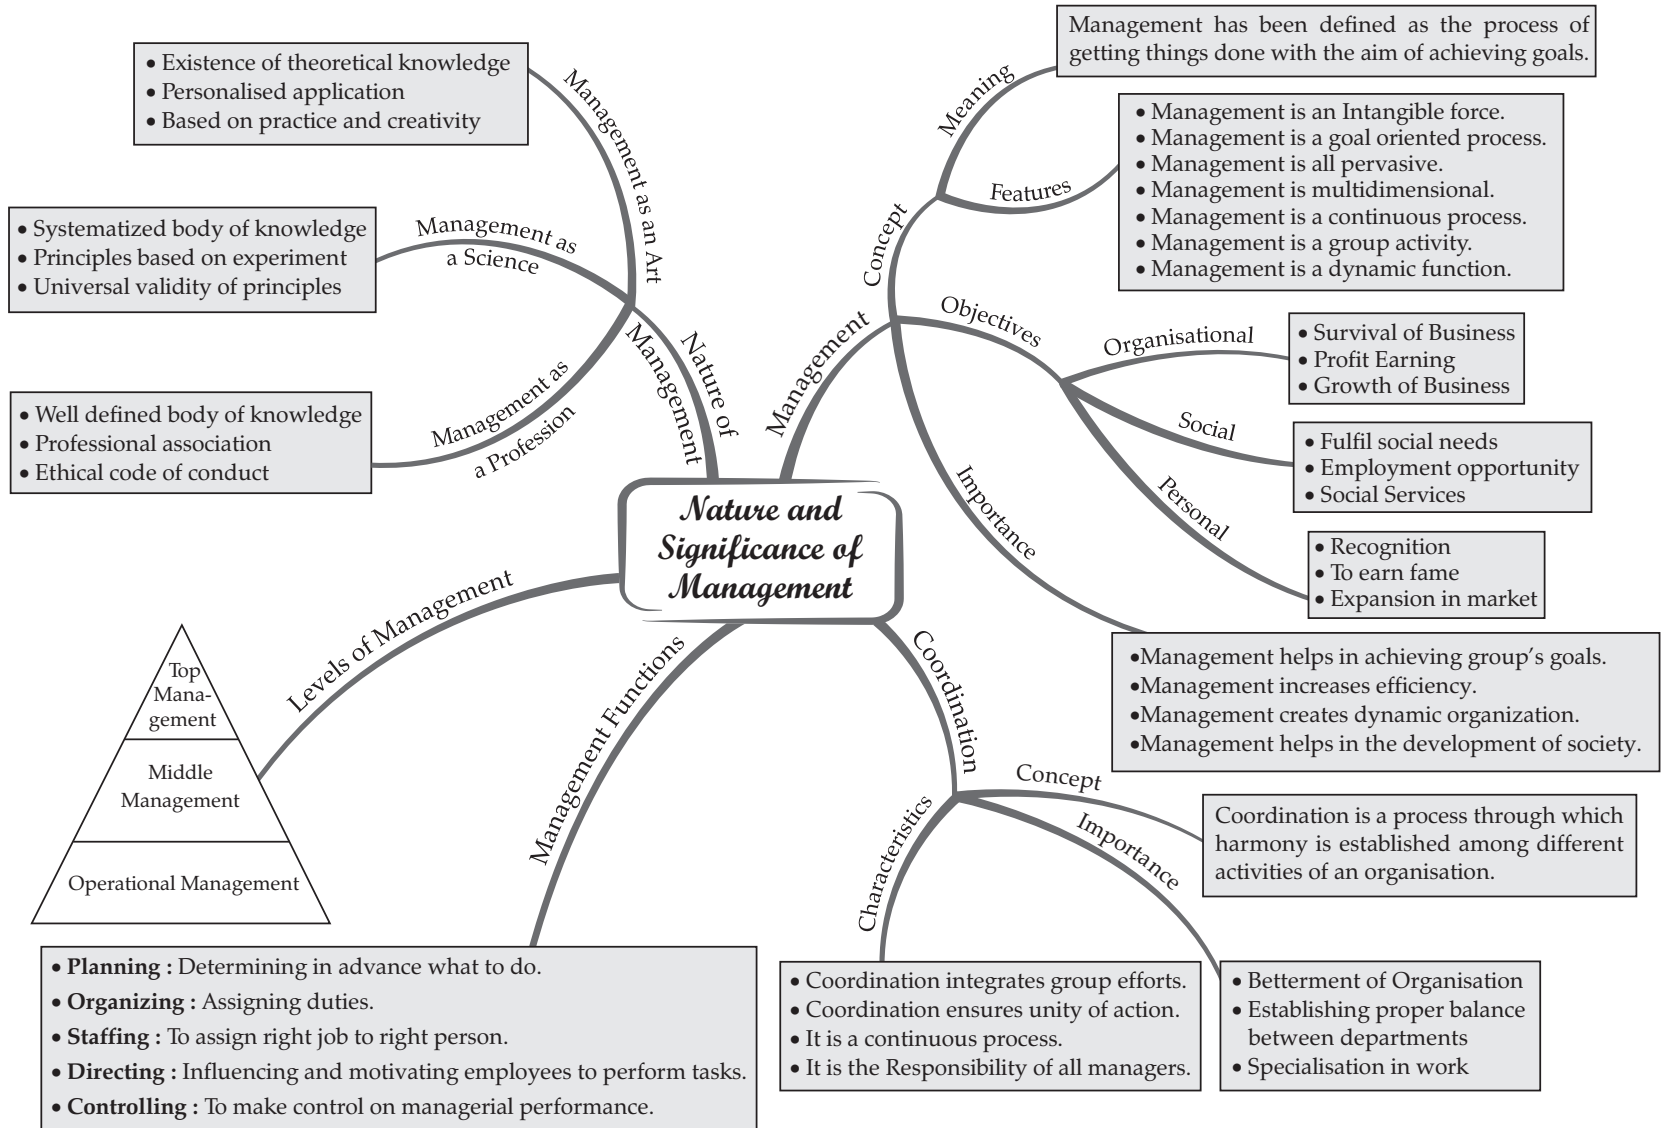 Nature and
Significance of
Management
Management
Concept
Meaning
Management has been defined as the process of
getting things done with the aim of achieving goals.
Features
• Management is an Intangible force.
• Management is a goal oriented process.
• Management is all pervasive.
• Management is multidimensional.
• Management is a continuous process.
• Management is a group activity.
• Management is a dynamic function.
Objectives
Organisational
• Survival of Business
• Profit Earning
• Growth of Business
Social
• Fulfil social needs
• Employment opportunity
• Social Services
Personal
• Recognition
• To earn fame
• Expansion in market
Importance
•Management helps in achieving group's goals.
•Management increases efficiency.
•Management creates dynamic organization.
•Management helps in the development of society.
Coordination
Concept
Coordination is a process through which
harmony is established among different
activities of an organisation.
Importance
• Betterment of Organisation
• Establishing proper balance
between departments
• Specialisation in work
Characteristics
• Coordination integrates group efforts.
• Coordination ensures unity of action.
• It is a continuous process.
• It is the Responsibility of all managers.
Management Functions
• Planning : Determining in advance what to do.
• Organizing : Assigning duties.
• Staffing : To assign right job to right person.
• Directing : Influencing and motivating employees to perform tasks.
• Controlling : To make control on managerial performance.
Levels of Management
Top
Mana-
gement
Middle
Management
Operational Management
Nature of
Management
Management as an Art
• Existence of theoretical knowledge
• Personalised application
• Based on practice and creativity
Management as
a Science
• Systematized body of knowledge
• Principles based on experiment
• Universal validity of principles
Management as
a Profession
• Well defined body of knowledge
• Professional association
• Ethical code of conduct